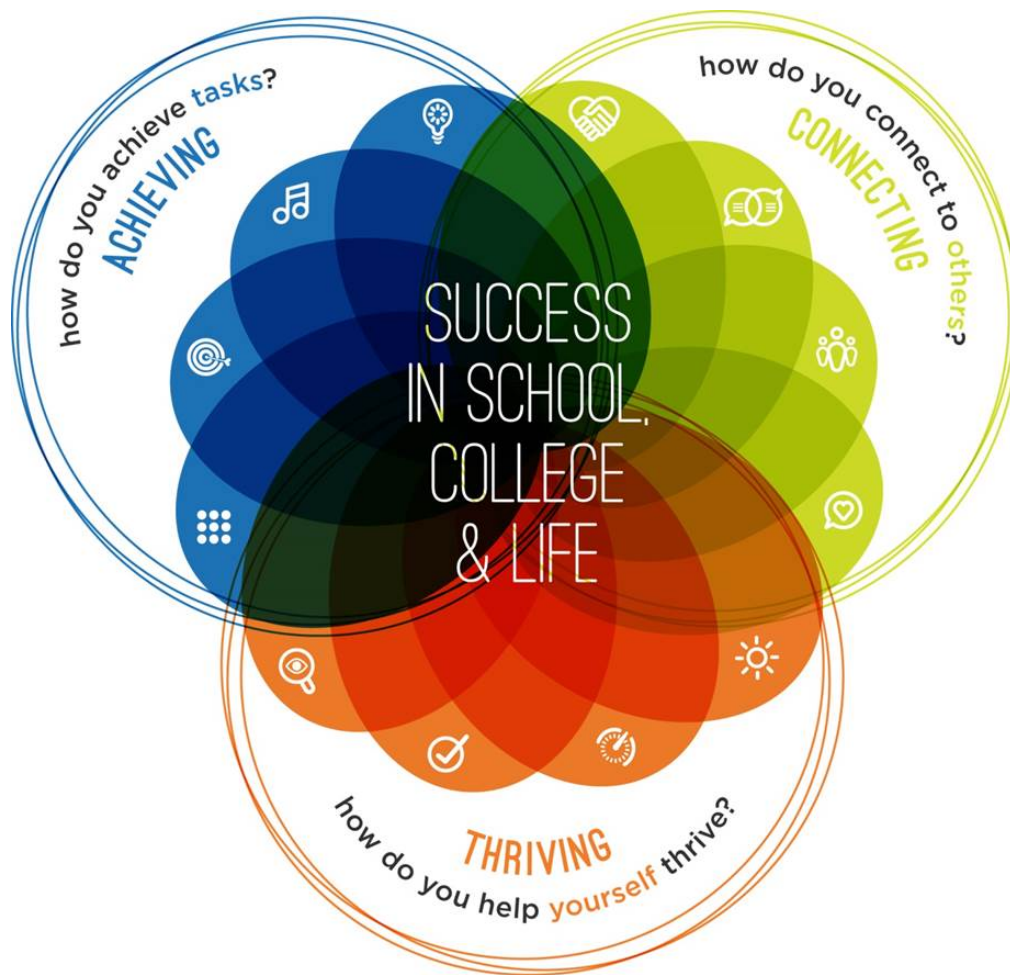 how do you achieve tasks?
ACHIEVING
how do you connect to others?
CONNECTING
SUCCESS
IN SCHOOL,
COLLEGE
& LIFE
THRIVING
how do you help yourself thrive?